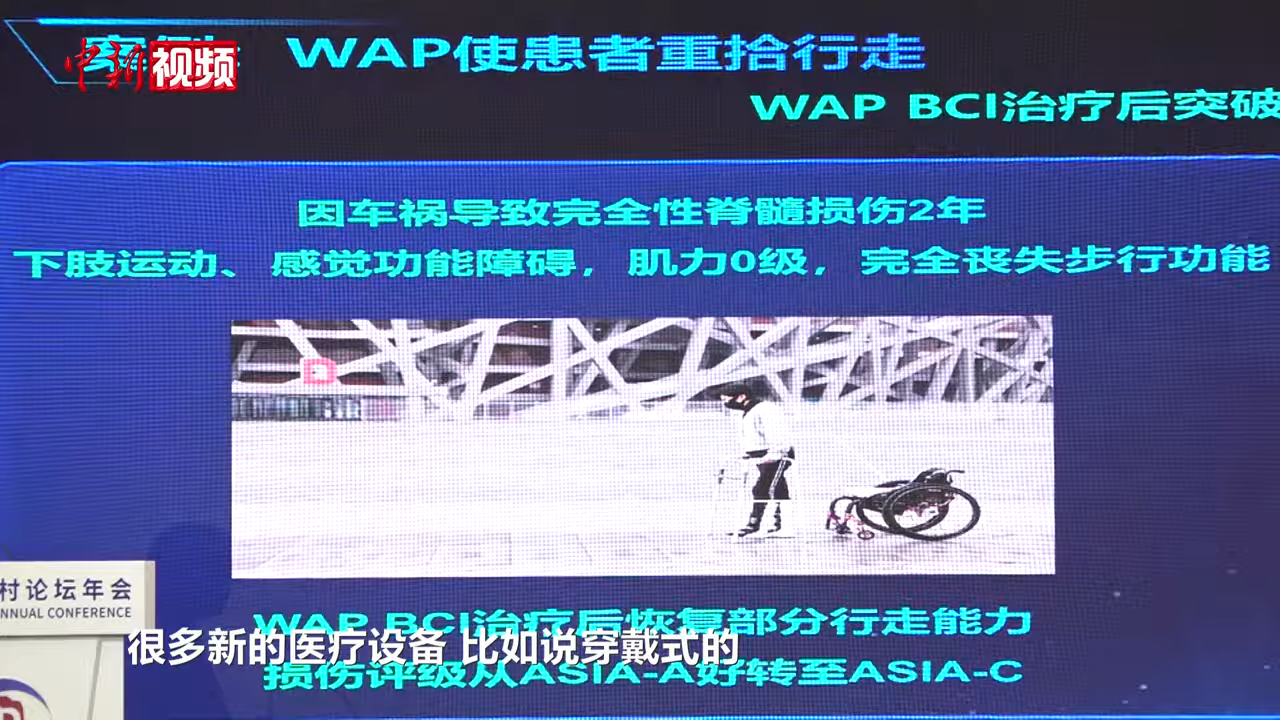 中新视频
WAP使患者重拾行走
WAP BCI治疗后突破
因车祸导致完全性脊髓损伤2年
下肢运动、感觉功能障碍，肌力0级，完全丧失步行功能
村论坛年会
NNUAL CONFERENCE
WAP BCI治疗后恢复部分行走能力
很多新的医疗设备 比如说穿戴式的
损伤评级从ASIA-A好转至ASIA-C